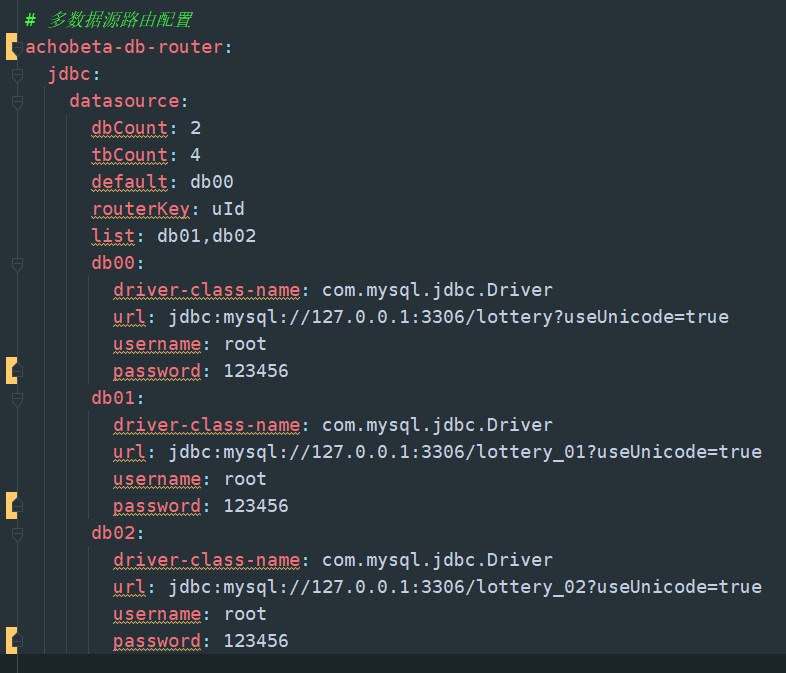 # 多数据源路由配置
achobeta-db-router:
  jdbc:
    datasource:
      dbCount: 2
      tbCount: 4
      default: db00
      routerKey: uId
      list: db01,db02
      db00:
        driver-class-name: com.mysql.jdbc.Driver
        url: jdbc:mysql://127.0.0.1:3306/lottery?useUnicode=true
        username: root
        password: 123456
      db01:
        driver-class-name: com.mysql.jdbc.Driver
        url: jdbc:mysql://127.0.0.1:3306/lottery_01?useUnicode=true
        username: root
        password: 123456
      db02:
        driver-class-name: com.mysql.jdbc.Driver
        url: jdbc:mysql://127.0.0.1:3306/lottery_02?useUnicode=true
        username: root
        password: 123456